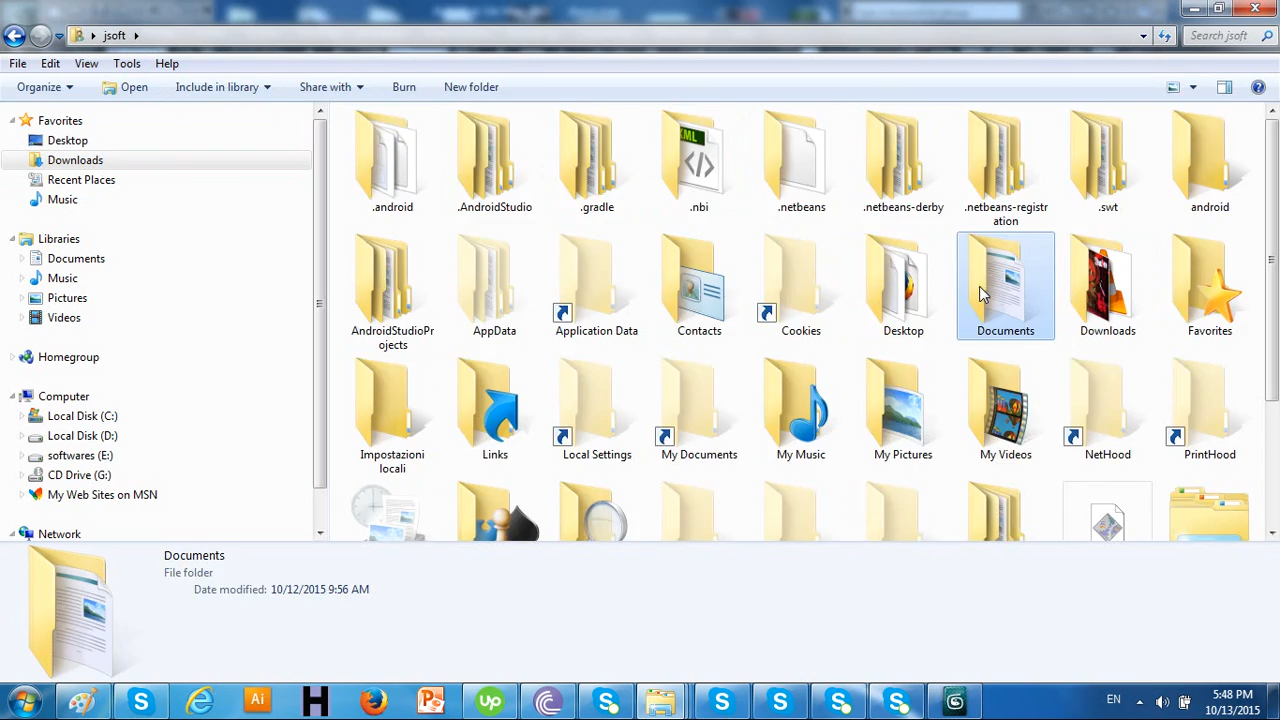 jsoft
Search jsoft
File Edit View Tools Help
Organize Open Include in library Share with Burn New folder
Favorites
Desktop
Downloads
Recent Places
Music
Libraries
Documents
Music
Pictures
Videos
Homegroup
Computer
Local Disk (C:)
Local Disk (D:)
softwares (E:)
CD Drive (G:)
My Web Sites on MSN
Network
.android .AndroidStudio .gradle .nbi .netbeans .netbeans-derby .netbeans-registr .swt android
ation
XML
AndroidStudioPr AppData Application Data Contacts Cookies Desktop Documents Downloads Favorites
ojects
Impostazioni Links Local Settings My Documents My Music My Pictures My Videos NetHood PrintHood
locali
Documents
File folder
Date modified: 10/12/2015 9:56 AM
Ai
H
P
up
EN
5:48 PM
10/13/2015